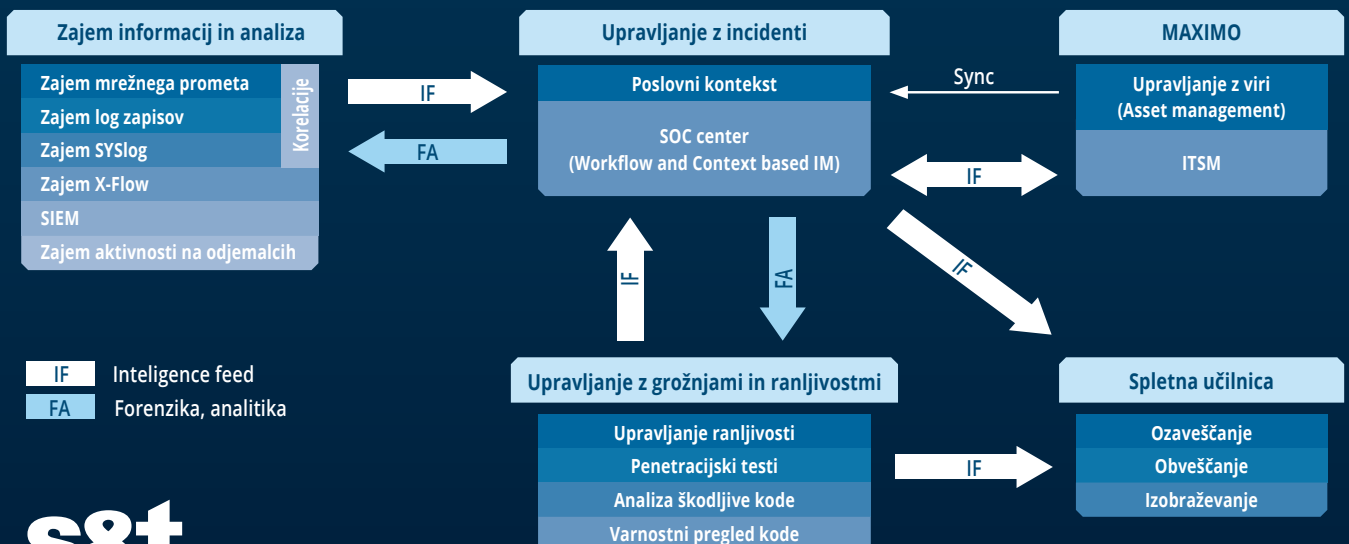 Zajem informacij in analiza
Zajem mrežnega prometa
Zajem log zapisov
Zajem SYSlog
Zajem X-Flow
SIEM
Zajem aktivnosti na odjemalcih
Korelacije
IF
FA
Upravljanje z incidenti
Poslovni kontekst
SOC center
(Workflow and Context based IM)
Sync
IF
MAXIMO
Upravljanje z viri
(Asset management)
ITSM
IF
FA
IF
IF Inteligence feed
FA Forenzika, analitika
Upravljanje z grožnjami in ranljivostmi
Upravljanje ranljivosti
Penetracijski testi
Analiza škodljive kode
Varnostni pregled kode
IF
Spletna učilnica
Ozaveščanje
Obveščanje
Izobraževanje
s&t